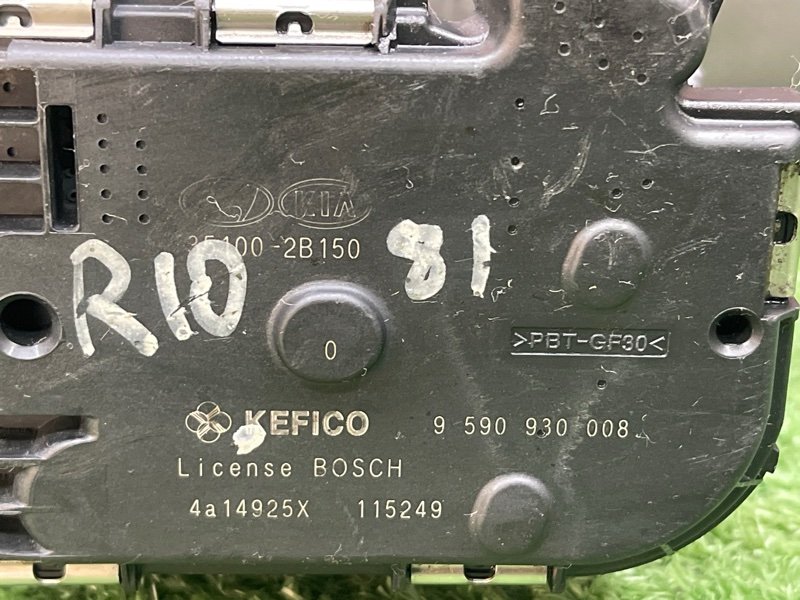 KIA
35100-2B150
R10 81
0
>PBT-GF30<
KEFICO 9 590 930 008
License BOSCH
4a14925X 115249